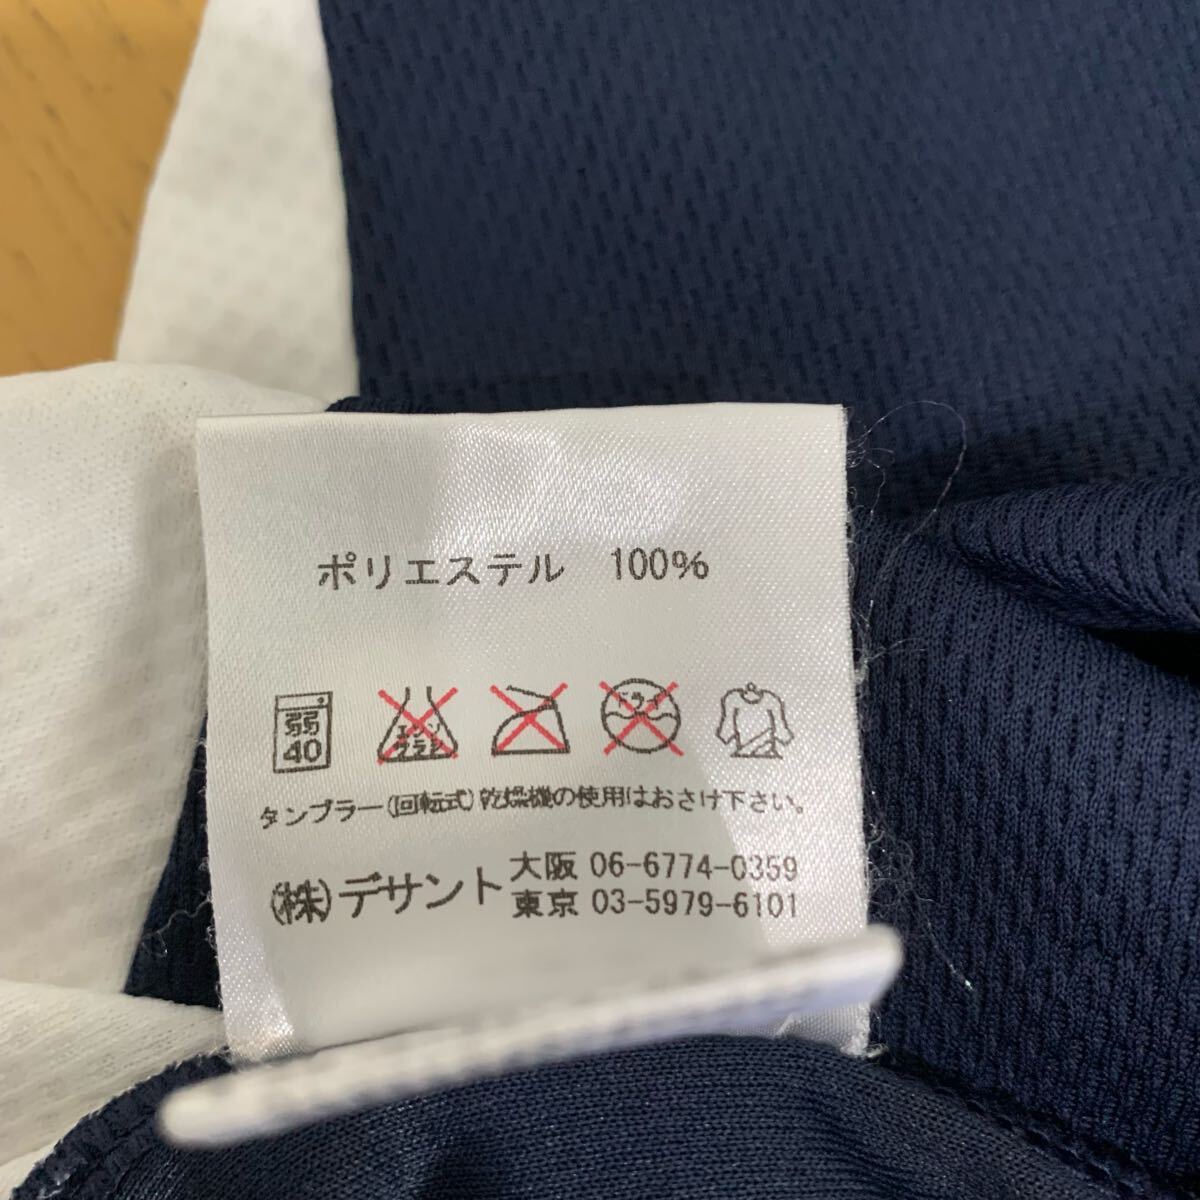 ポリエステル 100%
弱
40
エンソ
サラシ
ドライ
タンブラー(回転式)乾燥機の使用はおさけ下さい。
(株)デサント
大阪 06-6774-0359
東京 03-5979-6101